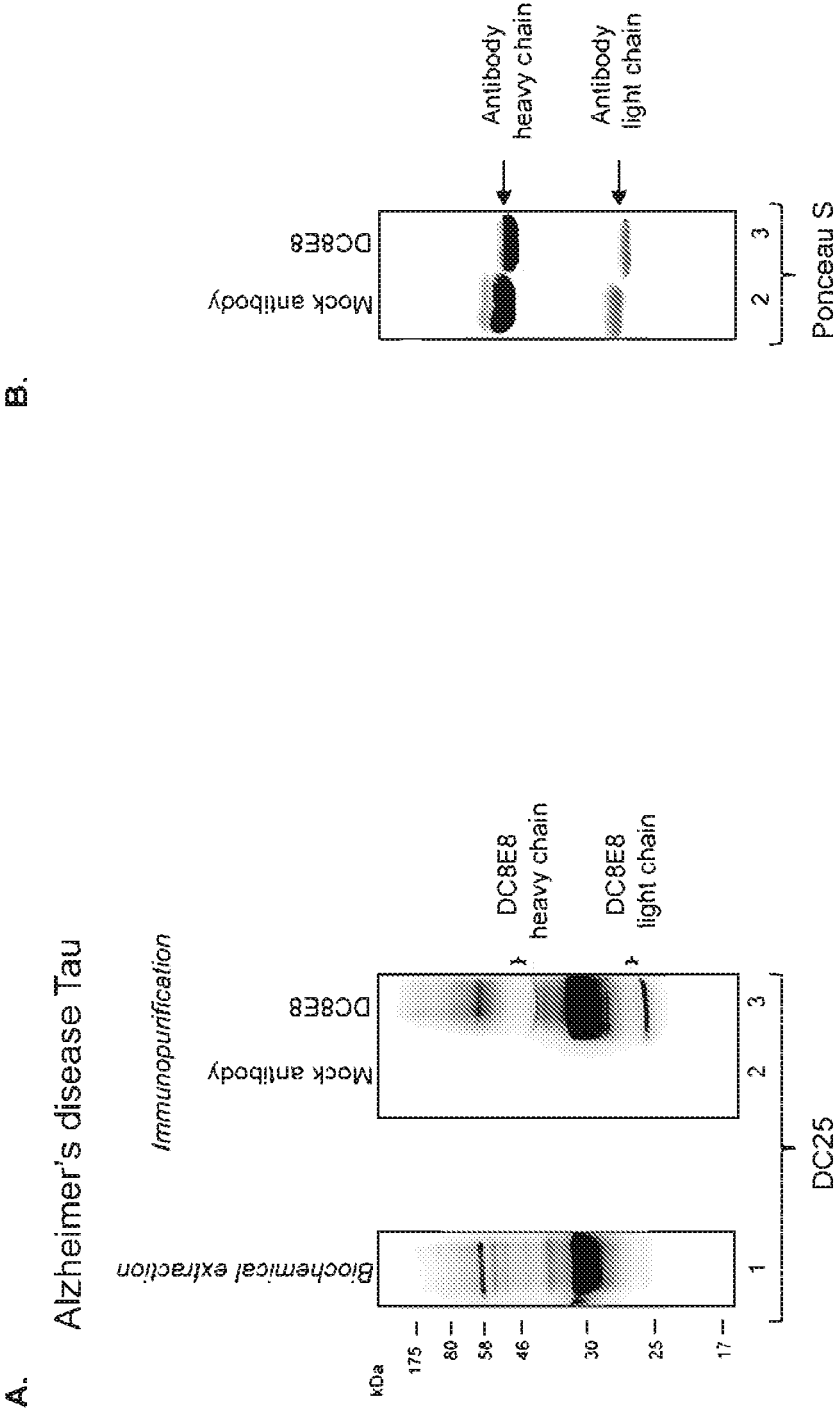 A.
Alzheimer's disease Tau
Immunopurification
kDa
175
80
58
46
30
25
17
Biochemical extraction
Mock antibody
DC8E8
DC8E8
heavy chain
DC8E8
light chain
1
2
3
DC25
B.
Mock antibody
DC8E8
Antibody
heavy chain
Antibody
light chain
2
3
Ponceau S